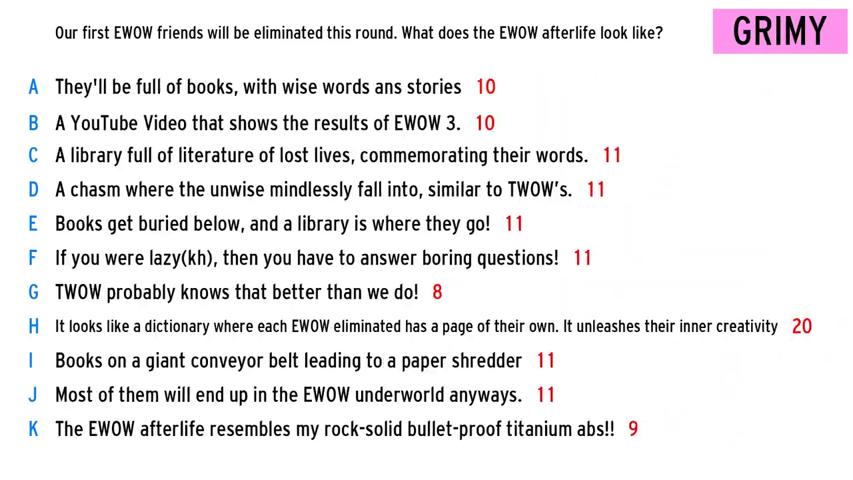 Our first EWOW friends will be eliminated this round. What does the EWOW afterlife look like?
GRIMY
A They'll be full of books, with wise words ans stories 10
B A YouTube Video that shows the results of EWOW 3. 10
C A library full of literature of lost lives, commemorating their words. 11
D A chasm where the unwise mindlessly fall into, similar to TWOW's. 11
E Books get buried below, and a library is where they go! 11
F If you were lazy(kh), then you have to answer boring questions! 11
G TWOW probably knows that better than we do! 8
H It looks like a dictionary where each EWOW eliminated has a page of their own. It unleashes their inner creativity 20
I Books on a giant conveyor belt leading to a paper shredder 11
J Most of them will end up in the EWOW underworld anyways. 11
K The EWOW afterlife resembles my rock-solid bullet-proof titanium abs!! 9